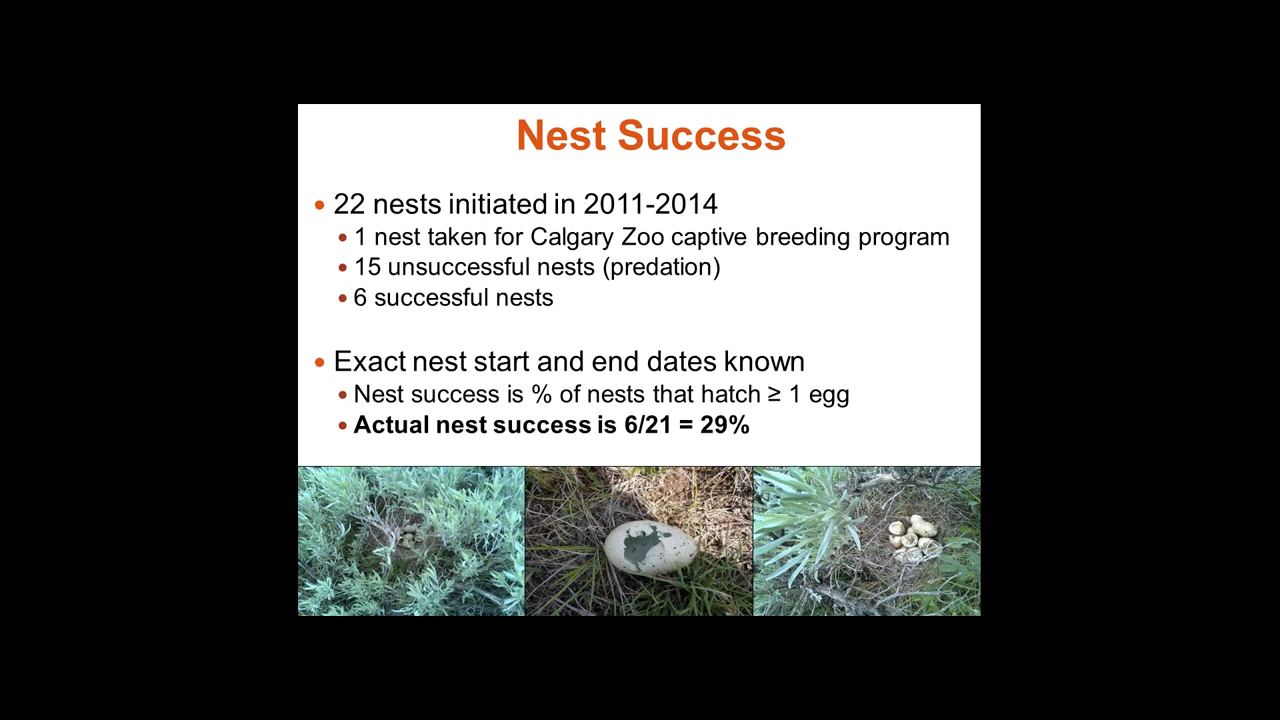 Nest Success
• 22 nests initiated in 2011-2014
• 1 nest taken for Calgary Zoo captive breeding program
• 15 unsuccessful nests (predation)
• 6 successful nests
• Exact nest start and end dates known
• Nest success is % of nests that hatch ≥ 1 egg
• Actual nest success is 6/21 = 29%